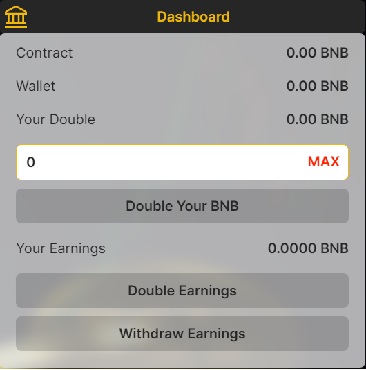 Dashboard
Contract 0.00 BNB
Wallet 0.00 BNB
Your Double 0.00 BNB
0 MAX
Double Your BNB
Your Earnings 0.0000 BNB
Double Earnings
Withdraw Earnings